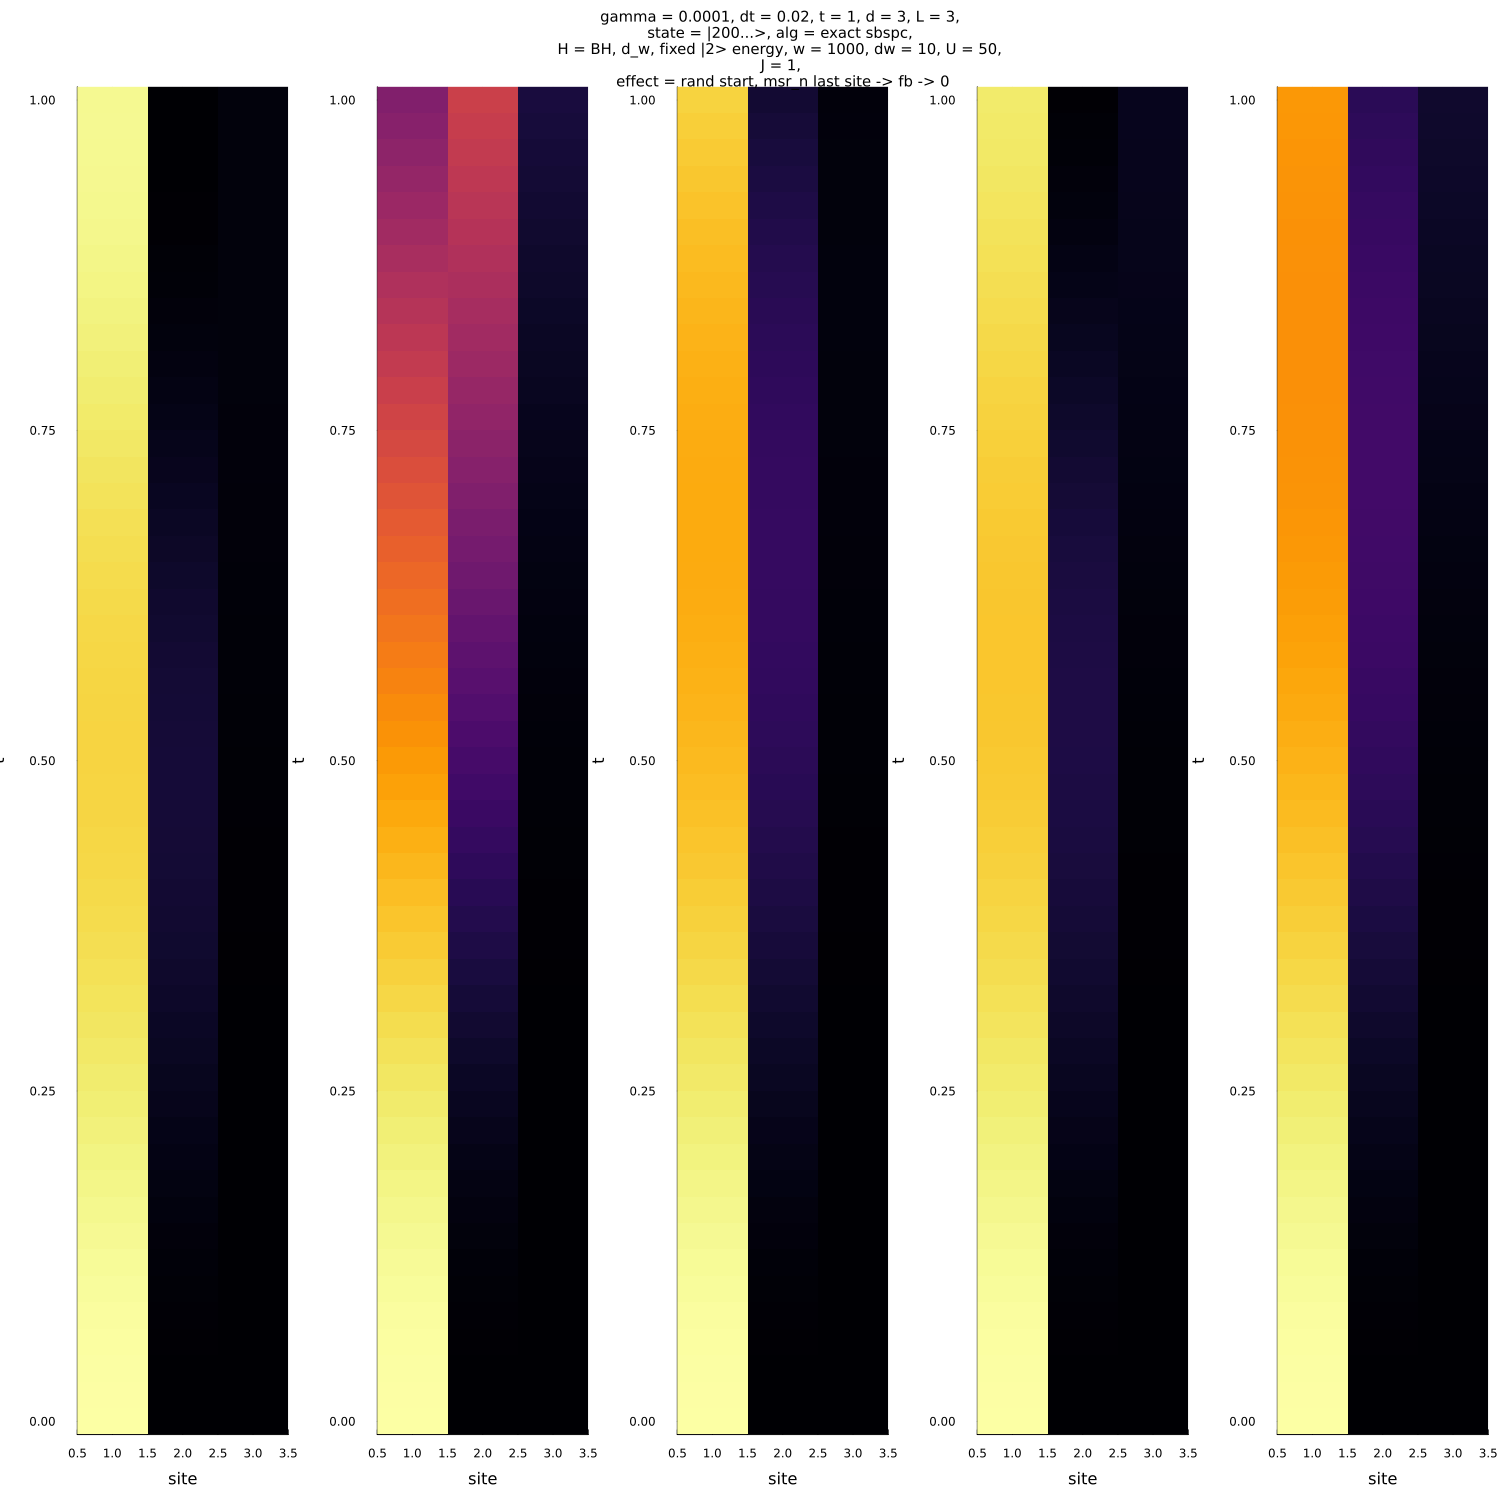 gamma = 0.0001, dt = 0.02, t = 1, d = 3, L = 3,
state = |200...>, alg = exact sbspc,
H = BH, d_w, fixed |2> energy, w = 1000, dw = 10, U = 50,
J = 1,
effect = rand start, msr n last site -> fb -> 0
1.00 1.00 1.00 1.00 1.00
0.75 0.75 0.75 0.75 0.75
t 0.50 t 0.50 t 0.50 t 0.50 t 0.50
0.25 0.25 0.25 0.25 0.25
0.00 0.00 0.00 0.00 0.00
0.5 1.0 1.5 2.0 2.5 3.0 3.5 0.5 1.0 1.5 2.0 2.5 3.0 3.5 0.5 1.0 1.5 2.0 2.5 3.0 3.5 0.5 1.0 1.5 2.0 2.5 3.0 3.5 0.5 1.0 1.5 2.0 2.5 3.0 3.5
site site site site site